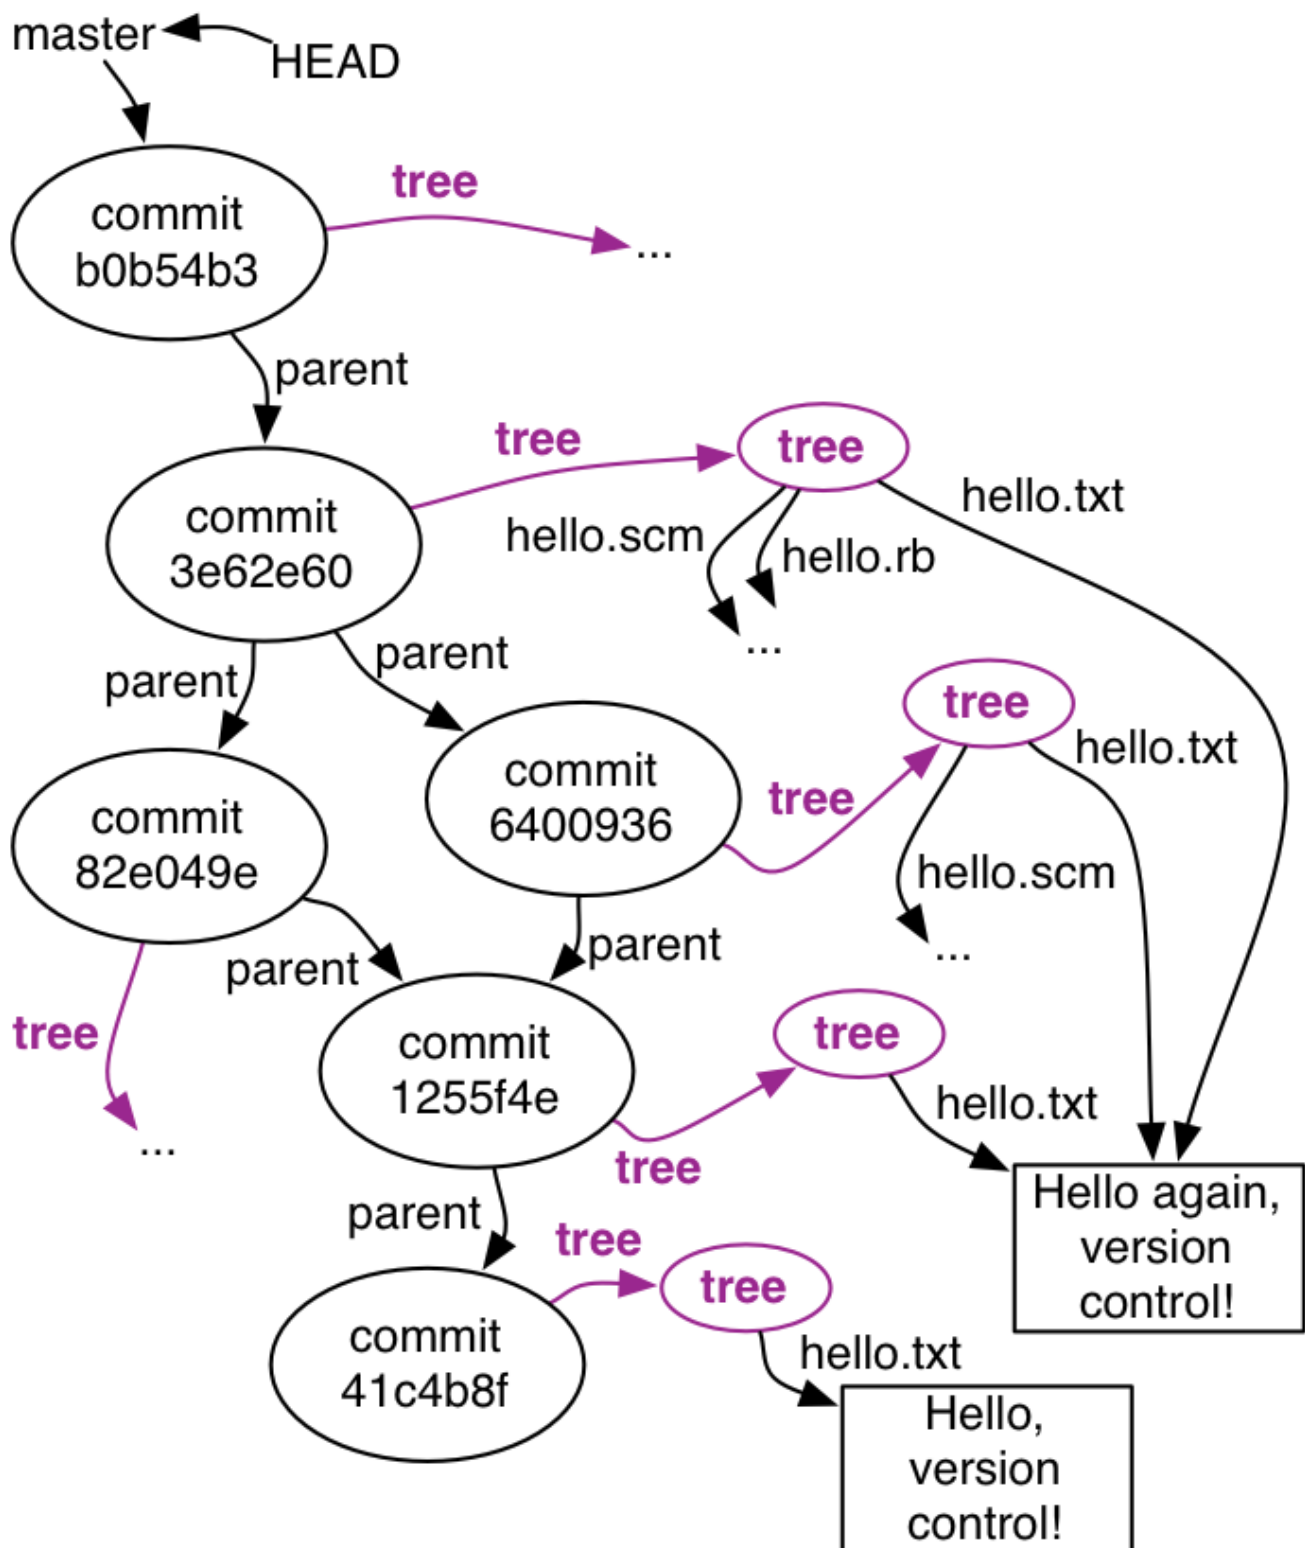 master
HEAD
commit
b0b54b3
tree
...
parent
commit
3e62e60
tree
tree
hello.txt
hello.scm
hello.rb
...
parent
parent
commit
82e049e
commit
6400936
tree
tree
hello.txt
hello.scm
...
parent
parent
tree
...
commit
1255f4e
tree
tree
hello.txt
Hello again,
version
control!
parent
commit
41c4b8f
tree
tree
hello.txt
Hello,
version
control!